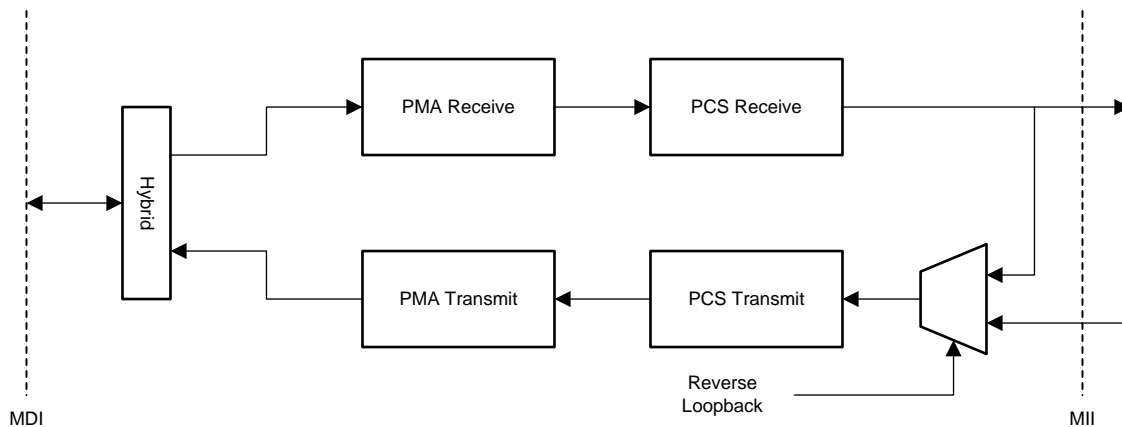 PMA Receive
PCS Receive
Hybrid
PMA Transmit
PCS Transmit
Reverse
Loopback
MDI
MII